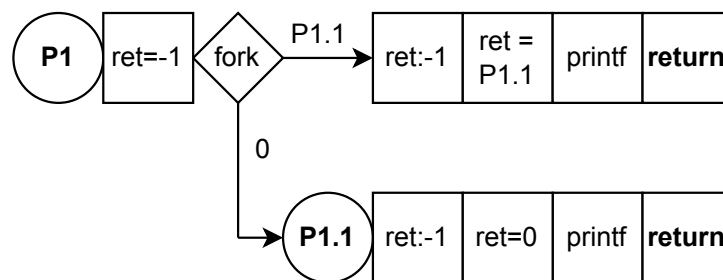 P1.1
P1 ret=-1 fork ret:-1 ret = P1.1 printf return
0
P1.1 ret:-1 ret=0 printf return